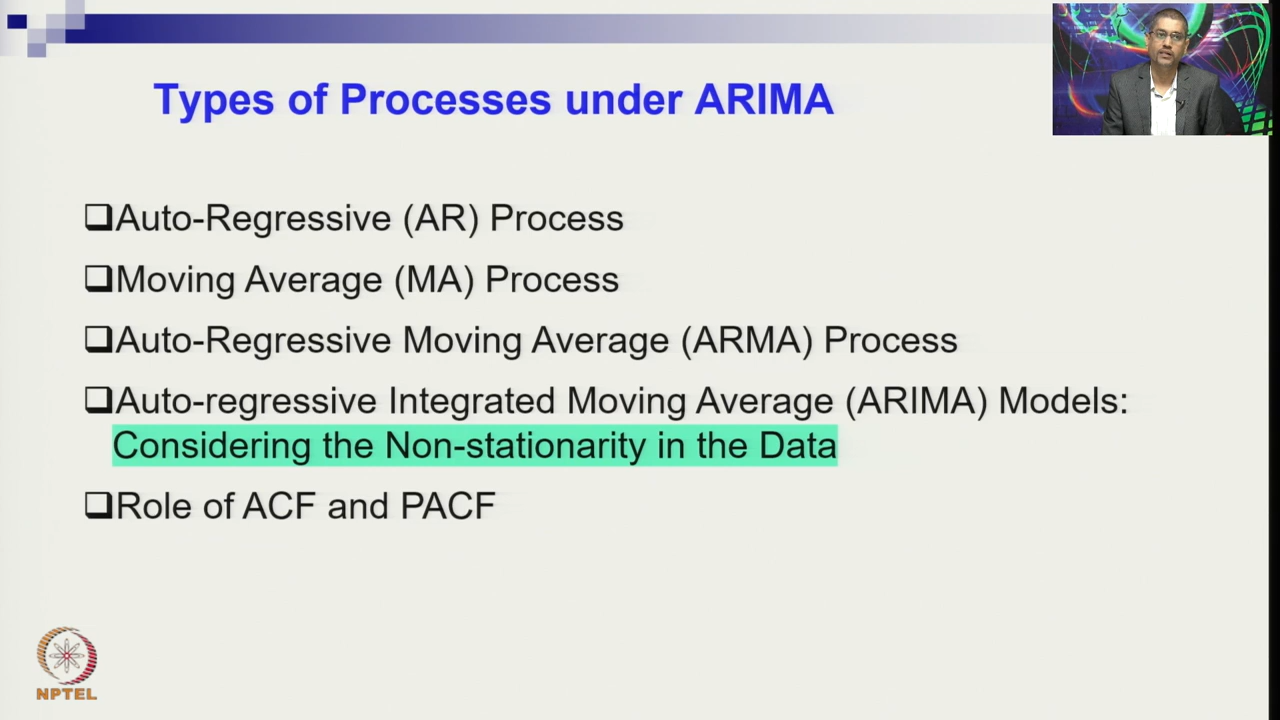 Types of Processes under ARIMA
❑Auto-Regressive (AR) Process
❑Moving Average (MA) Process
❑Auto-Regressive Moving Average (ARMA) Process
❑Auto-regressive Integrated Moving Average (ARIMA) Models:
Considering the Non-stationarity in the Data
❑Role of ACF and PACF
NPTEL